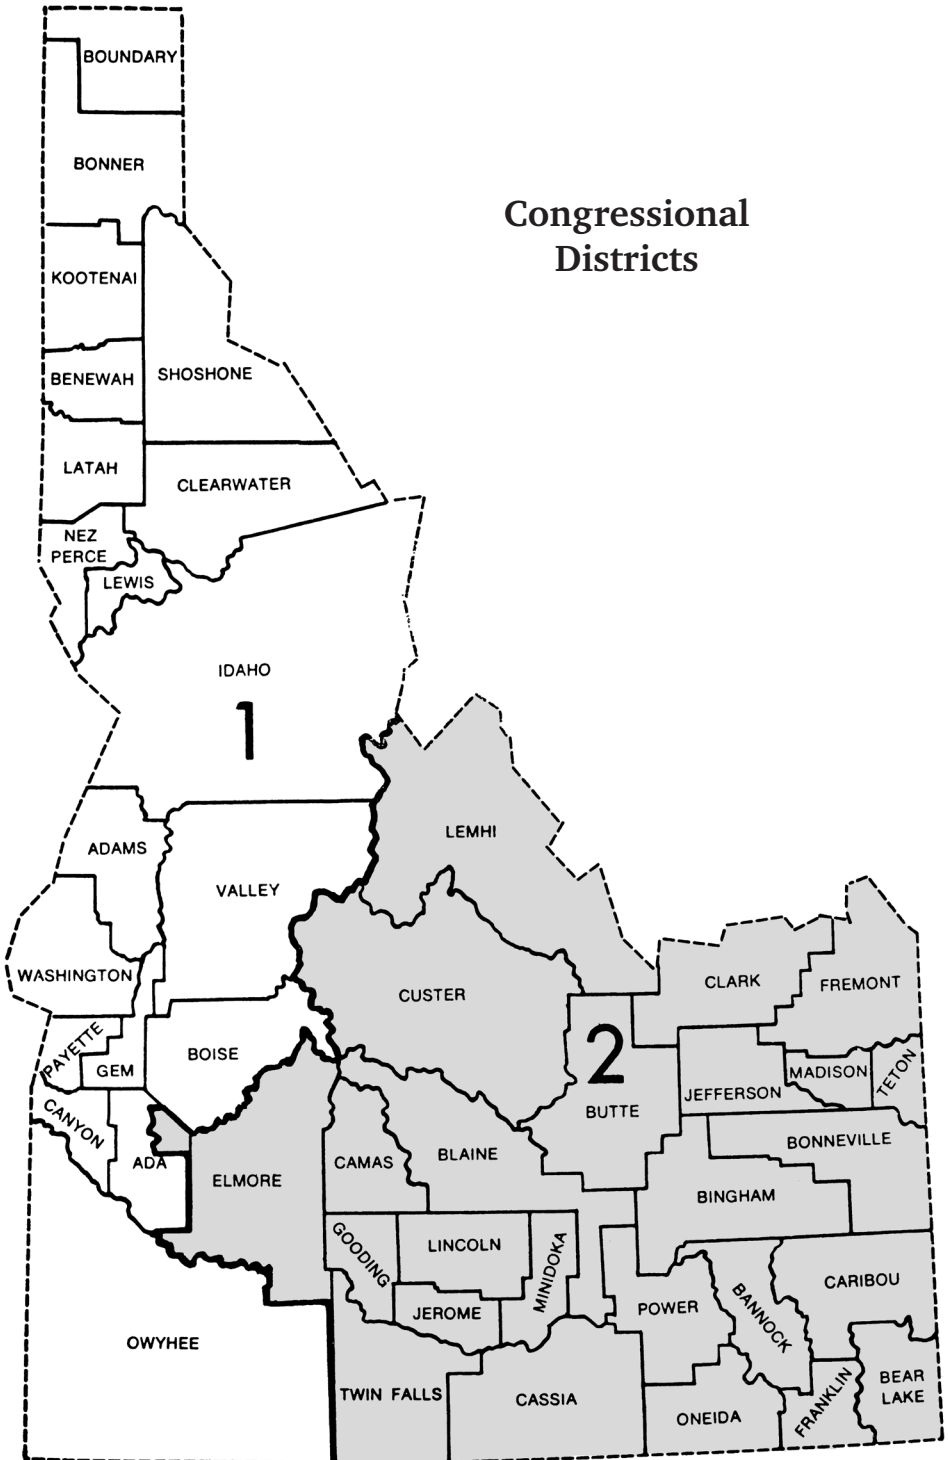 BOUNDARY
BONNER
Congressional
Districts
KOOTENAI
BENEWAH
SHOSHONE
LATAH
CLEARWATER
NEZ
PERCE
LEWIS
IDAHO
1
LEMHI
ADAMS
VALLEY
WASHINGTON
CUSTER
CLARK
FREMONT
PAYETTE
GEM
BOISE
2
BUTTE
JEFFERSON
MADISON
TETON
CANYON
ADA
ELMORE
CAMAS
BLAINE
BONNEVILLE
BINGHAM
GOODING
LINCOLN
MINIDOKA
JEROME
POWER
BANNOCK
CARIBOU
OWYHEE
TWIN FALLS
CASSIA
ONEIDA
FRANKLIN
BEAR
LAKE